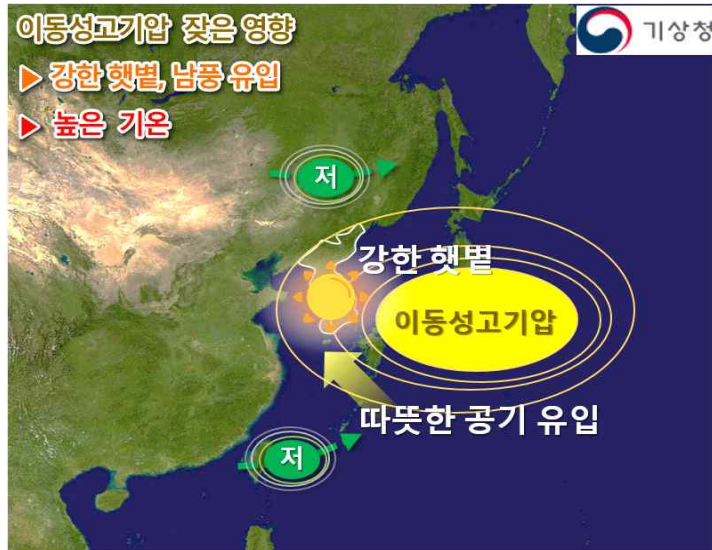 이동성고기압 잦은 영향
기상청
▶ 강한 햇볕, 남풍 유입
▶ 높은 기온
저
강한 햇볕
이동성고기압
따뜻한 공기 유입
저